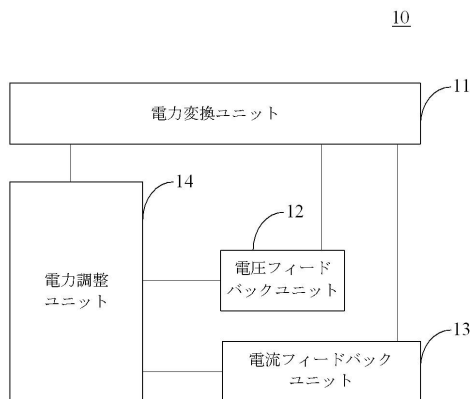 10
11
電力変換ユニット
14
12
電圧フィード
バックユニット
電力調整
ユニット
13
電流フィードバック
ユニット